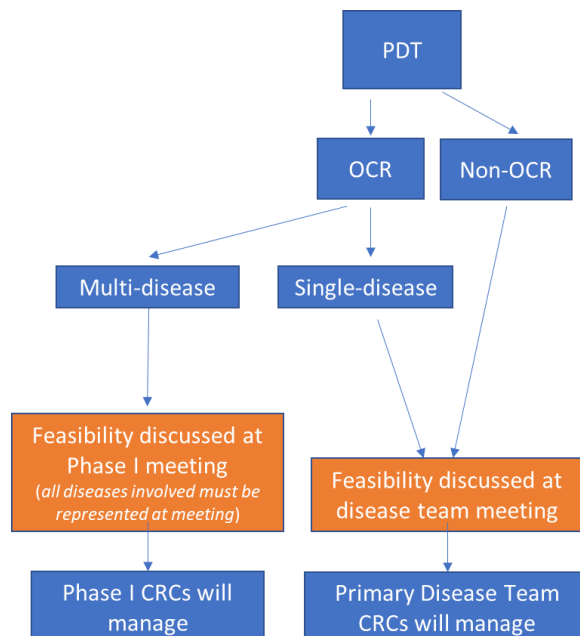 PDT
OCR
Non-OCR
Multi-disease
Single-disease
Feasibility discussed at
Phase I meeting
(all diseases involved must be
represented at meeting)
Feasibility discussed at
disease team meeting
Phase I CRCs will
manage
Primary Disease Team
CRCs will manage